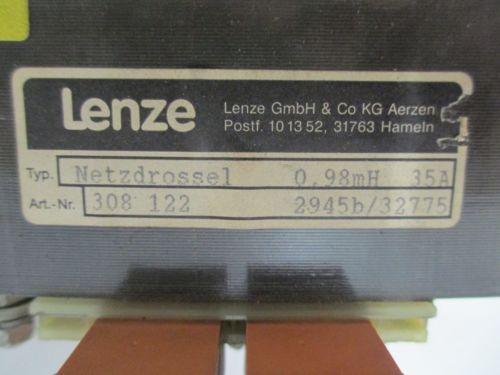 Lenze
Lenze GmbH & Co KG Aerzen
Postf. 10 13 52, 31763 Hameln
Typ. Netzdrossel 0,98mH 35A
Art.-Nr. 308 122 2945b/32775